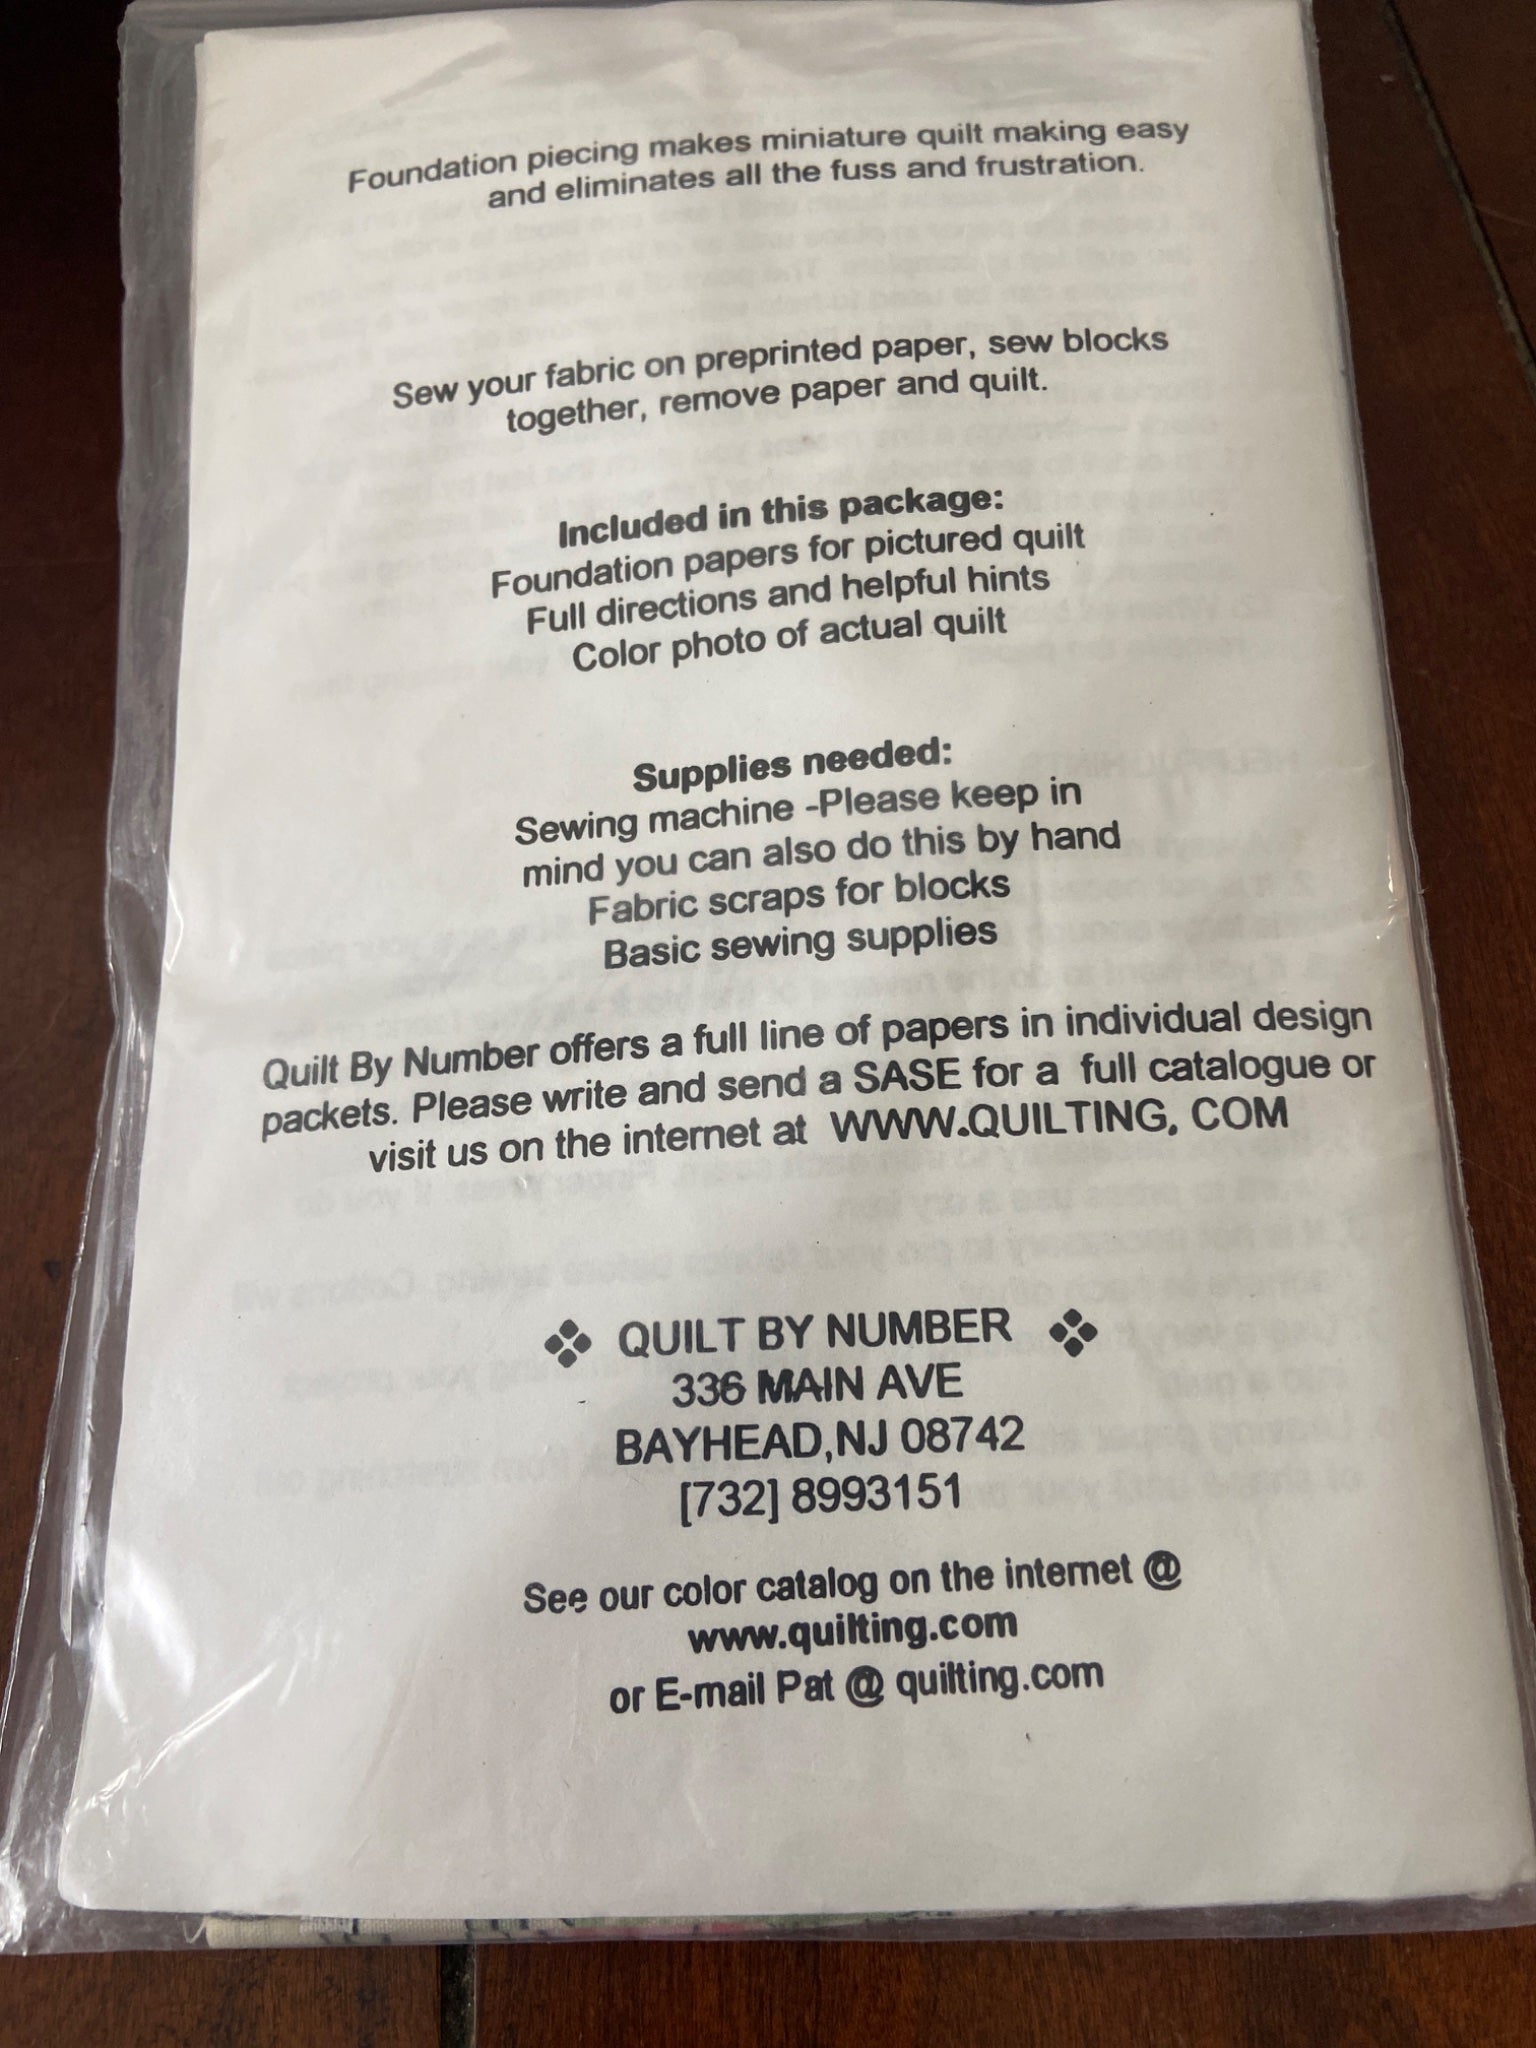 Foundation piecing makes miniature quilt making easy
and eliminates all the fuss and frustration.
Sew your fabric on preprinted paper, sew blocks
together, remove paper and quilt.
Included in this package:
Foundation papers for pictured quilt
Full directions and helpful hints
Color photo of actual quilt
Supplies needed:
Sewing machine -Please keep in
mind you can also do this by hand
Fabric scraps for blocks
Basic sewing supplies
Quilt By Number offers a full line of papers in individual design
packets. Please write and send a SASE for a full catalogue or
visit us on the internet at WWW.QUILTING, COM
QUILT BY NUMBER
336 MAIN AVE
BAYHEAD,NJ 08742
[732] 8993151
See our color catalog on the internet @
www.quilting.com
or E-mail Pat @ quilting.com